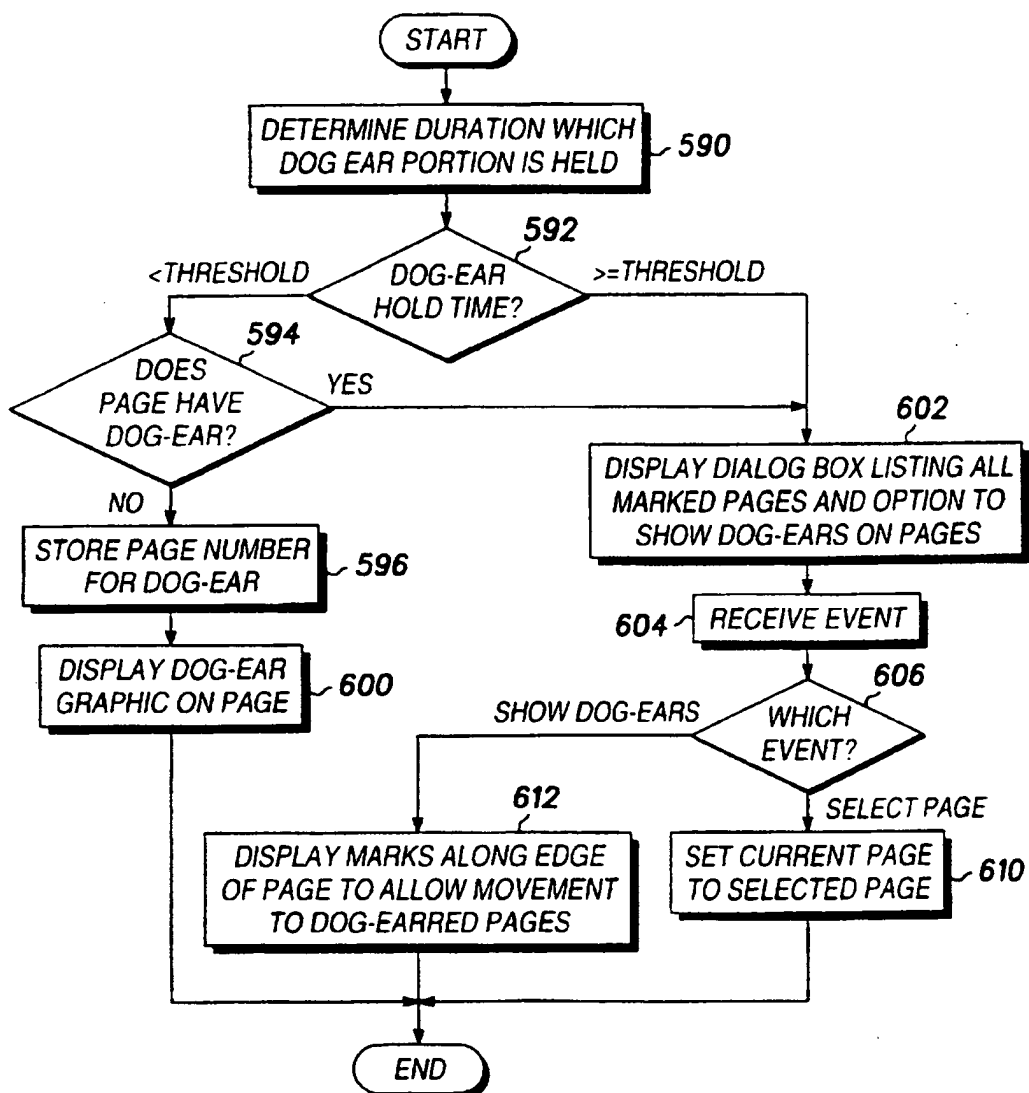 START
DETERMINE DURATION WHICH
DOG EAR PORTION IS HELD
590
592
<THRESHOLD
DOG-EAR
HOLD TIME?
>=THRESHOLD
594
DOES
PAGE HAVE
DOG-EAR?
YES
NO
602
DISPLAY DIALOG BOX LISTING ALL
MARKED PAGES AND OPTION TO
SHOW DOG-EARS ON PAGES
STORE PAGE NUMBER
FOR DOG-EAR
596
604
RECEIVE EVENT
DISPLAY DOG-EAR
GRAPHIC ON PAGE
600
606
SHOW DOG-EARS
WHICH
EVENT?
SELECT PAGE
612
DISPLAY MARKS ALONG EDGE
OF PAGE TO ALLOW MOVEMENT
TO DOG-EARRED PAGES
SET CURRENT PAGE
TO SELECTED PAGE
610
END